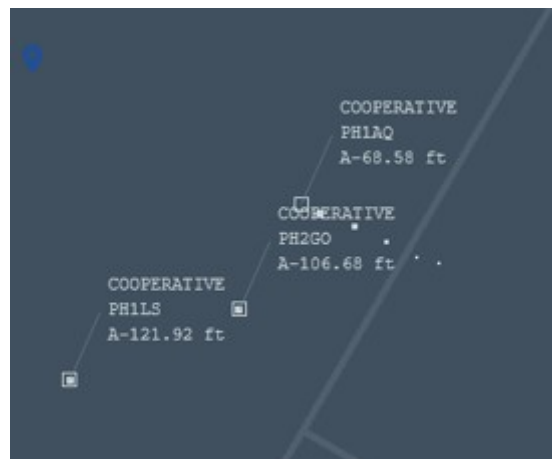 COOPERATIVE
PH1AQ
A-68.58 ft
COOPERATIVE
PH2GO
A-106.68 ft
COOPERATIVE
PH1LS
A-121.92 ft